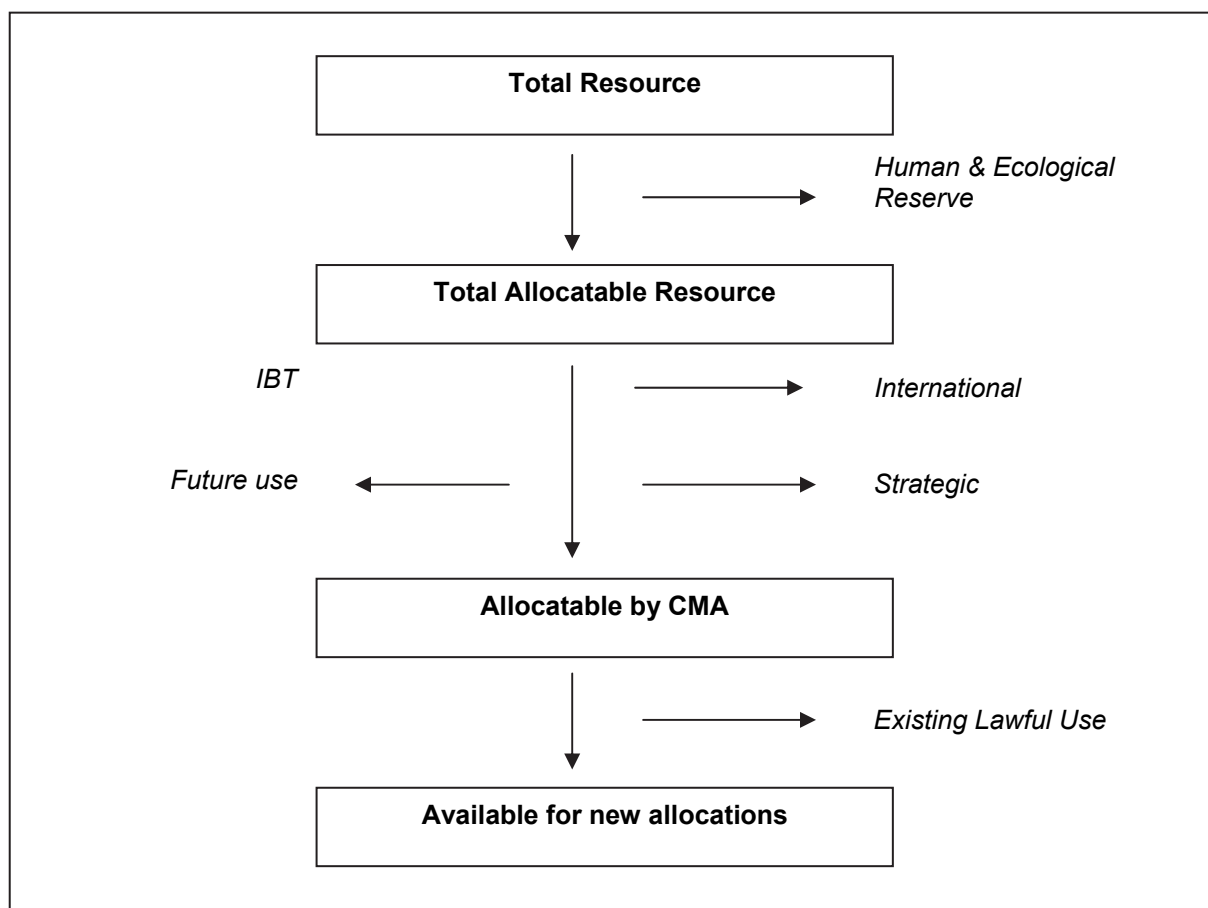 Total Resource
Human & Ecological
Reserve
Total Allocatable Resource
IBT
International
Future use
Strategic
Allocatable by CMA
Existing Lawful Use
Available for new allocations